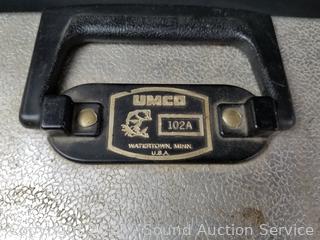 UMCO
102A
WATERTOWN, MINN.
U.S.A.
Sound Auction Service